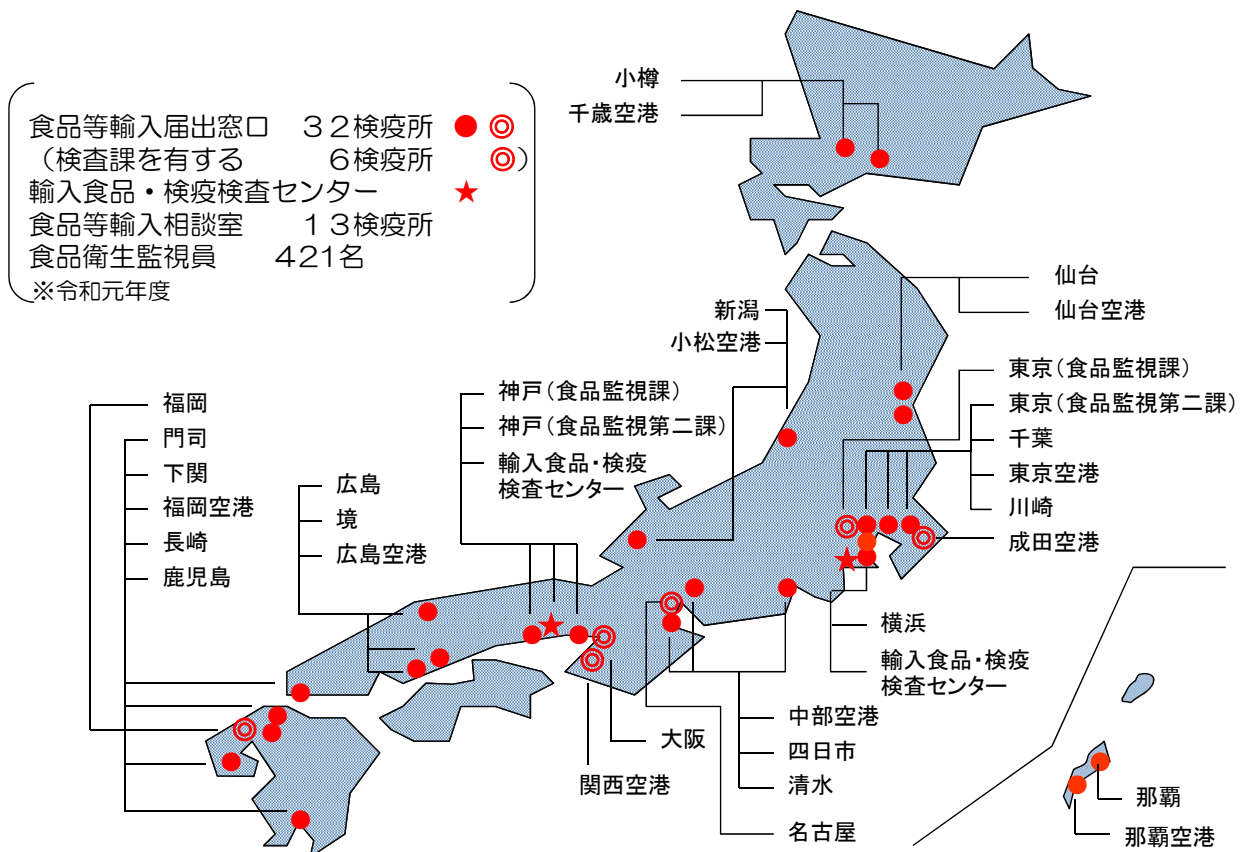 食品等輸入届出窓口　３２検疫所 ● ◎
（検査課を有する　６検疫所 ◎）
輸入食品・検疫検査センター ★
食品等輸入相談室　１３検疫所
食品衛生監視員　４２１名
※令和元年度
小樽
千歳空港
仙台
仙台空港
新潟
小松空港
東京（食品監視課）
東京（食品監視第二課）
千葉
東京空港
川崎
成田空港
神戸（食品監視課）
神戸（食品監視第二課）
輸入食品・検疫
検査センター
福岡
門司
下関
福岡空港
長崎
鹿児島
広島
境
広島空港
横浜
輸入食品・検疫
検査センター
中部空港
四日市
清水
名古屋
大阪
関西空港
那覇
那覇空港